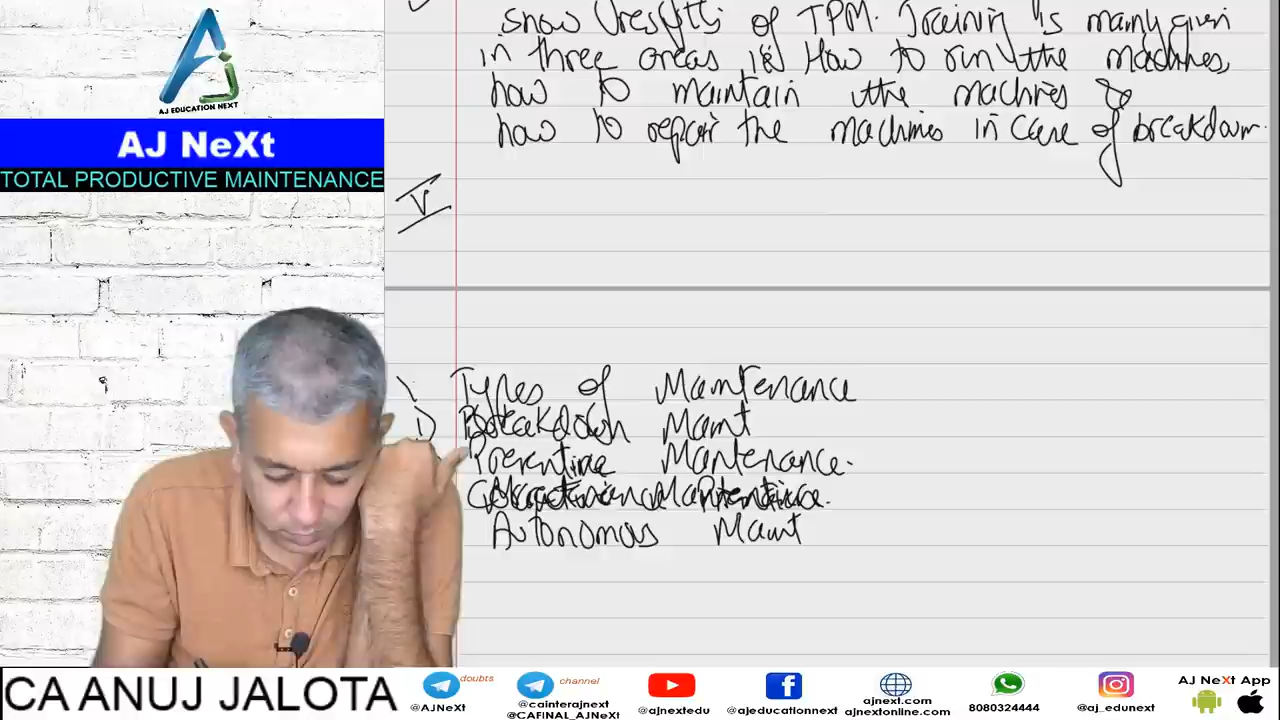 show results of TPM. Training is mainly given
in three areas ie How to run the machines,
how to maintain the machines &
how to repair the machines in case of breakdown.
V
Types of Maintenance
i) Breakdown Maint
Preventive Maintenance.
Autonomous Maint
AJ EDUCATION NEXT
AJ NeXt
TOTAL PRODUCTIVE MAINTENANCE
CA ANUJ JALOTA
doubts
@AJNeXt
channel
@cainterajnext
@CAFINAL_AJNeXt
@ajnextedu
@ajeducationnext
ajnext.com
ajnextonline.com
8080324444
@aj_edunext
AJ NeXt App